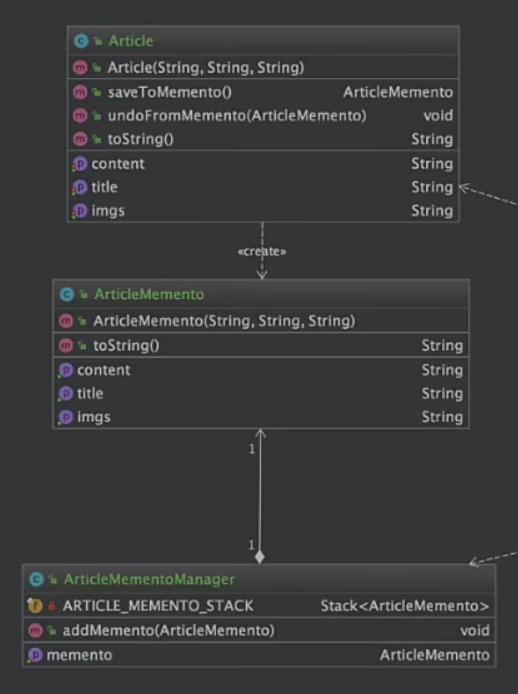 Article
Article(String, String, String)
saveToMemento() ArticleMemento
undoFromMemento(ArticleMemento) void
toString() String
content String
title String
imgs String
«create»
ArticleMemento
ArticleMemento(String, String, String)
toString() String
content String
title String
imgs String
1
1
ArticleMementoManager
ARTICLE_MEMENTO_STACK Stack<ArticleMemento>
addMemento(ArticleMemento) void
memento ArticleMemento